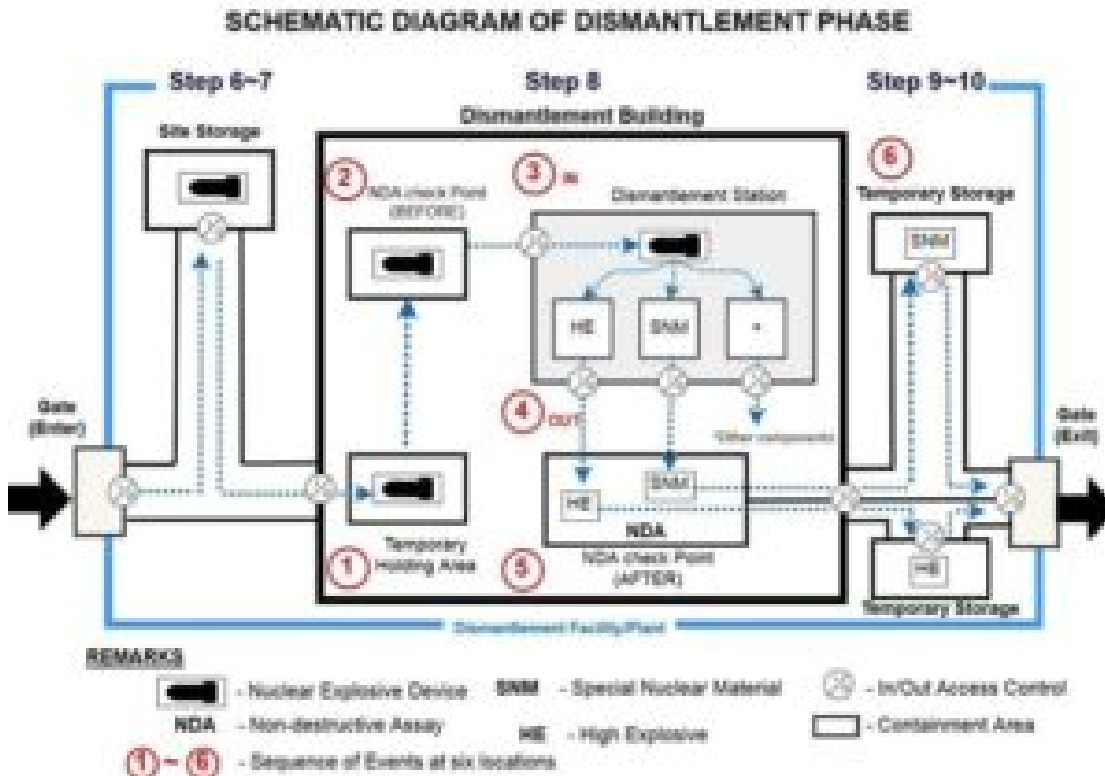 SCHEMATIC DIAGRAM OF DISMANTLEMENT PHASE
Step 6~7
Step 8
Step 9~10
Dismantlement Building
Site Storage
2
NDA check Point
(BEFORE)
3 IN
Dismantlement Station
6
Temporary Storage
SNM
HE
SNM
*
Gate
(Enter)
4 OUT
*Other components
Gate
(Exit)
HE
SNM
NDA
1
Temporary
Holding Area
5
NDA check Point
(AFTER)
HE
Temporary Storage
Dismantlement Facility/Plant
REMARKS
- Nuclear Explosive Device
SNM - Special Nuclear Material
- In/Out Access Control
NDA - Non-destructive Assay
HE - High Explosive
- Containment Area
1 ~ 6 - Sequence of Events at six locations